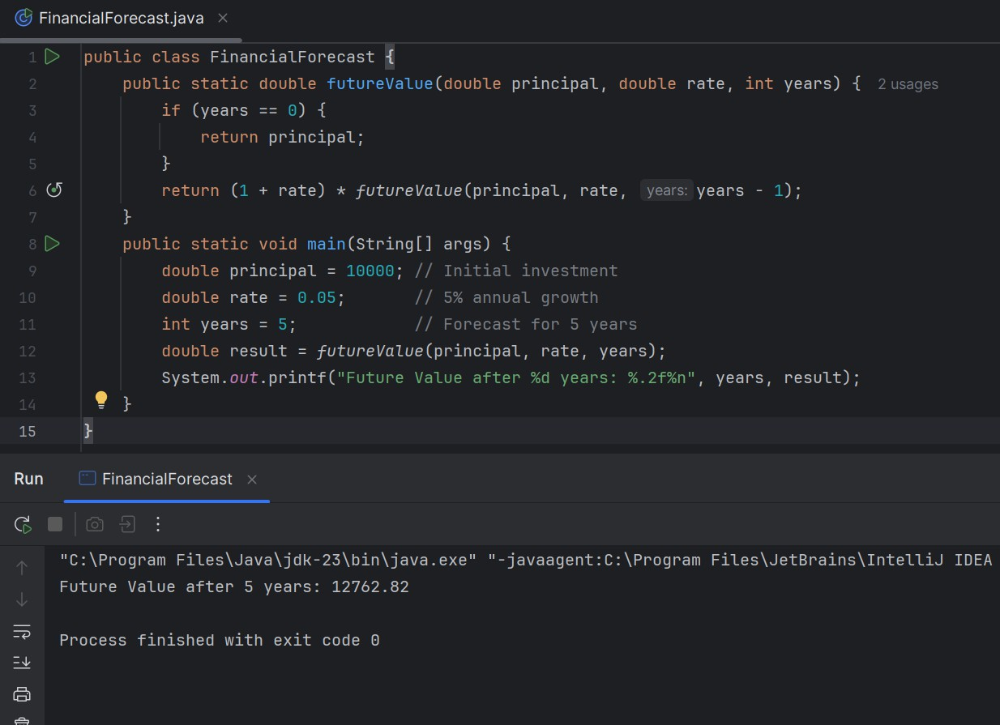 FinancialForecast.java
1 public class FinancialForecast {
2     public static double futureValue(double principal, double rate, int years) { 2 usages
3         if (years == 0) {
4             return principal;
5         }
6         return (1 + rate) * futureValue(principal, rate, years: years - 1);
7     }
8     public static void main(String[] args) {
9         double principal = 10000; // Initial investment
10         double rate = 0.05;       // 5% annual growth
11         int years = 5;            // Forecast for 5 years
12         double result = futureValue(principal, rate, years);
13         System.out.printf("Future Value after %d years: %.2f%n", years, result);
14     }
15 }
Run FinancialForecast
"C:\Program Files\Java\jdk-23\bin\java.exe" "-javaagent:C:\Program Files\JetBrains\IntelliJ IDEA
Future Value after 5 years: 12762.82
Process finished with exit code 0